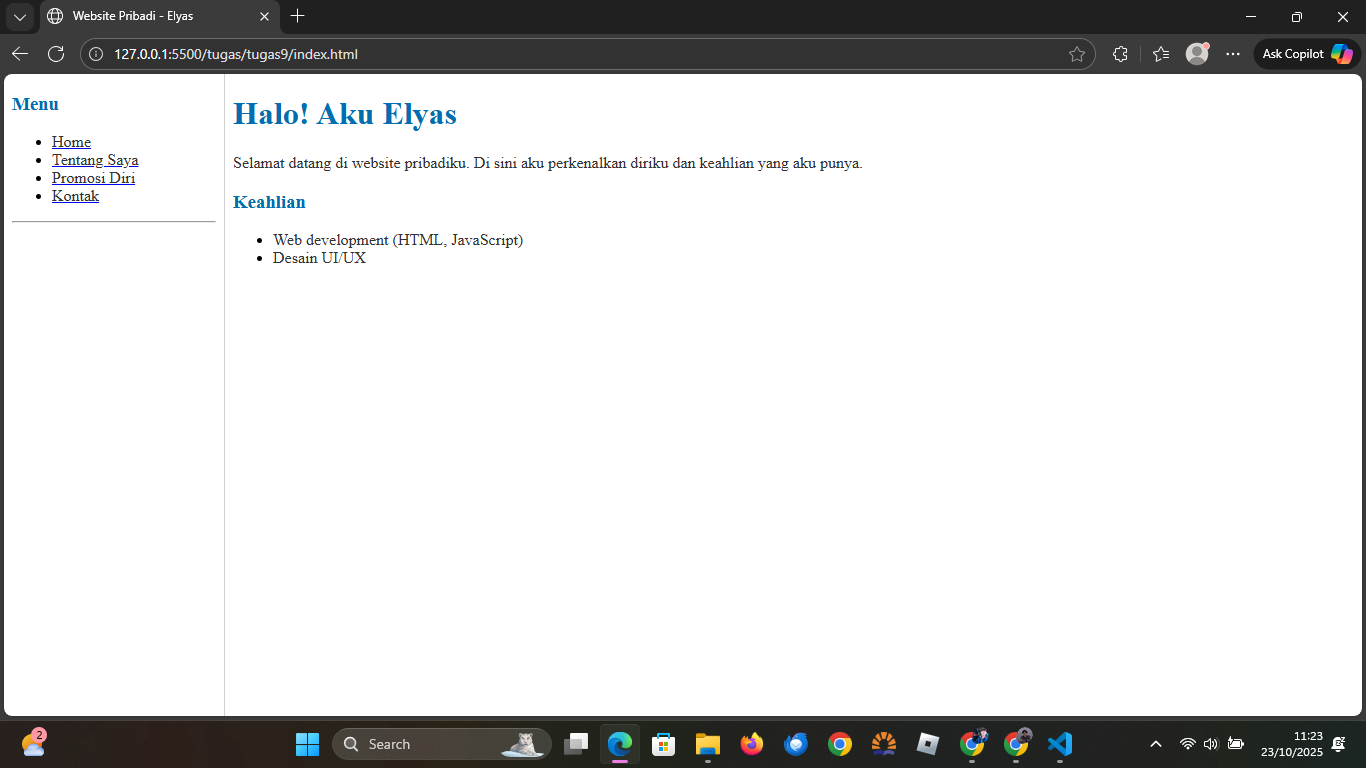 Website Pribadi - Elyas
127.0.0.1:5500/tugas/tugas9/index.html
Ask Copilot
Menu
Home
Tentang Saya
Promosi Diri
Kontak
Halo! Aku Elyas
Selamat datang di website pribadiku. Di sini aku perkenalkan diriku dan keahlian yang aku punya.
Keahlian
Web development (HTML, JavaScript)
Desain UI/UX
2
Search
11:23
23/10/2025